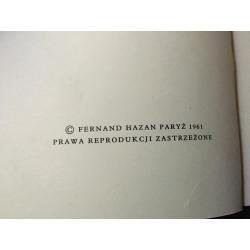 © FERNAND HAZAN PARYŻ 1961
PRAWA REPRODUKCJI ZASTRZEŻONE